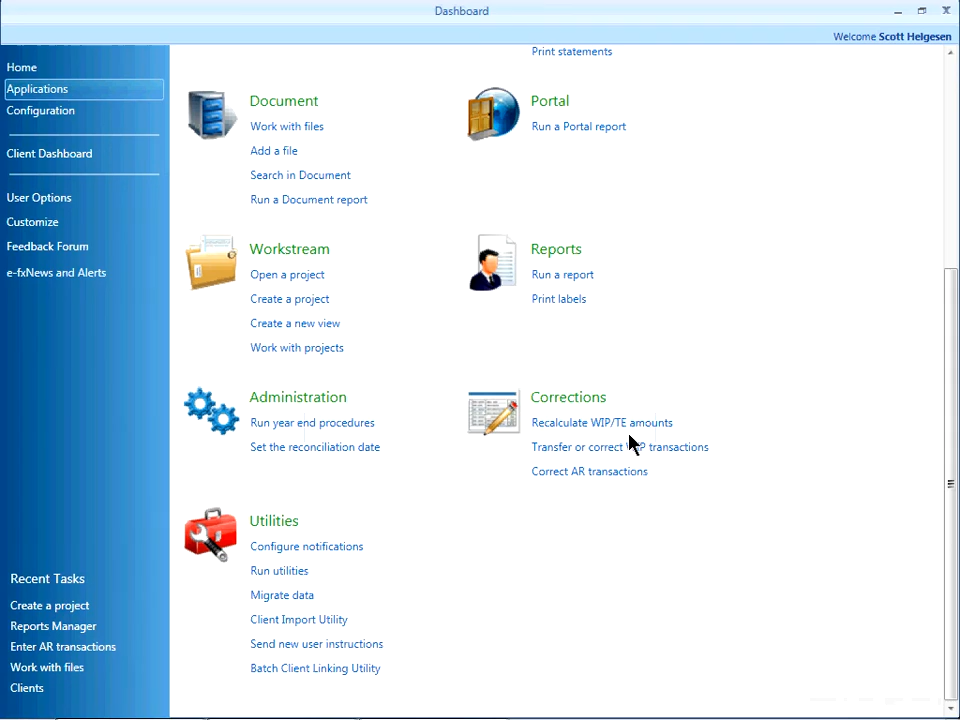 Dashboard
Welcome Scott Helgesen
Home
Applications
Configuration
Client Dashboard
User Options
Customize
Feedback Forum
e-fxNews and Alerts
Recent Tasks
Create a project
Reports Manager
Enter AR transactions
Work with files
Clients
Print statements
Document
Work with files
Add a file
Search in Document
Run a Document report
Portal
Run a Portal report
Workstream
Open a project
Create a project
Create a new view
Work with projects
Reports
Run a report
Print labels
Administration
Run year end procedures
Set the reconciliation date
Corrections
Recalculate WIP/TE amounts
Transfer or correct WIP transactions
Correct AR transactions
Utilities
Configure notifications
Run utilities
Migrate data
Client Import Utility
Send new user instructions
Batch Client Linking Utility